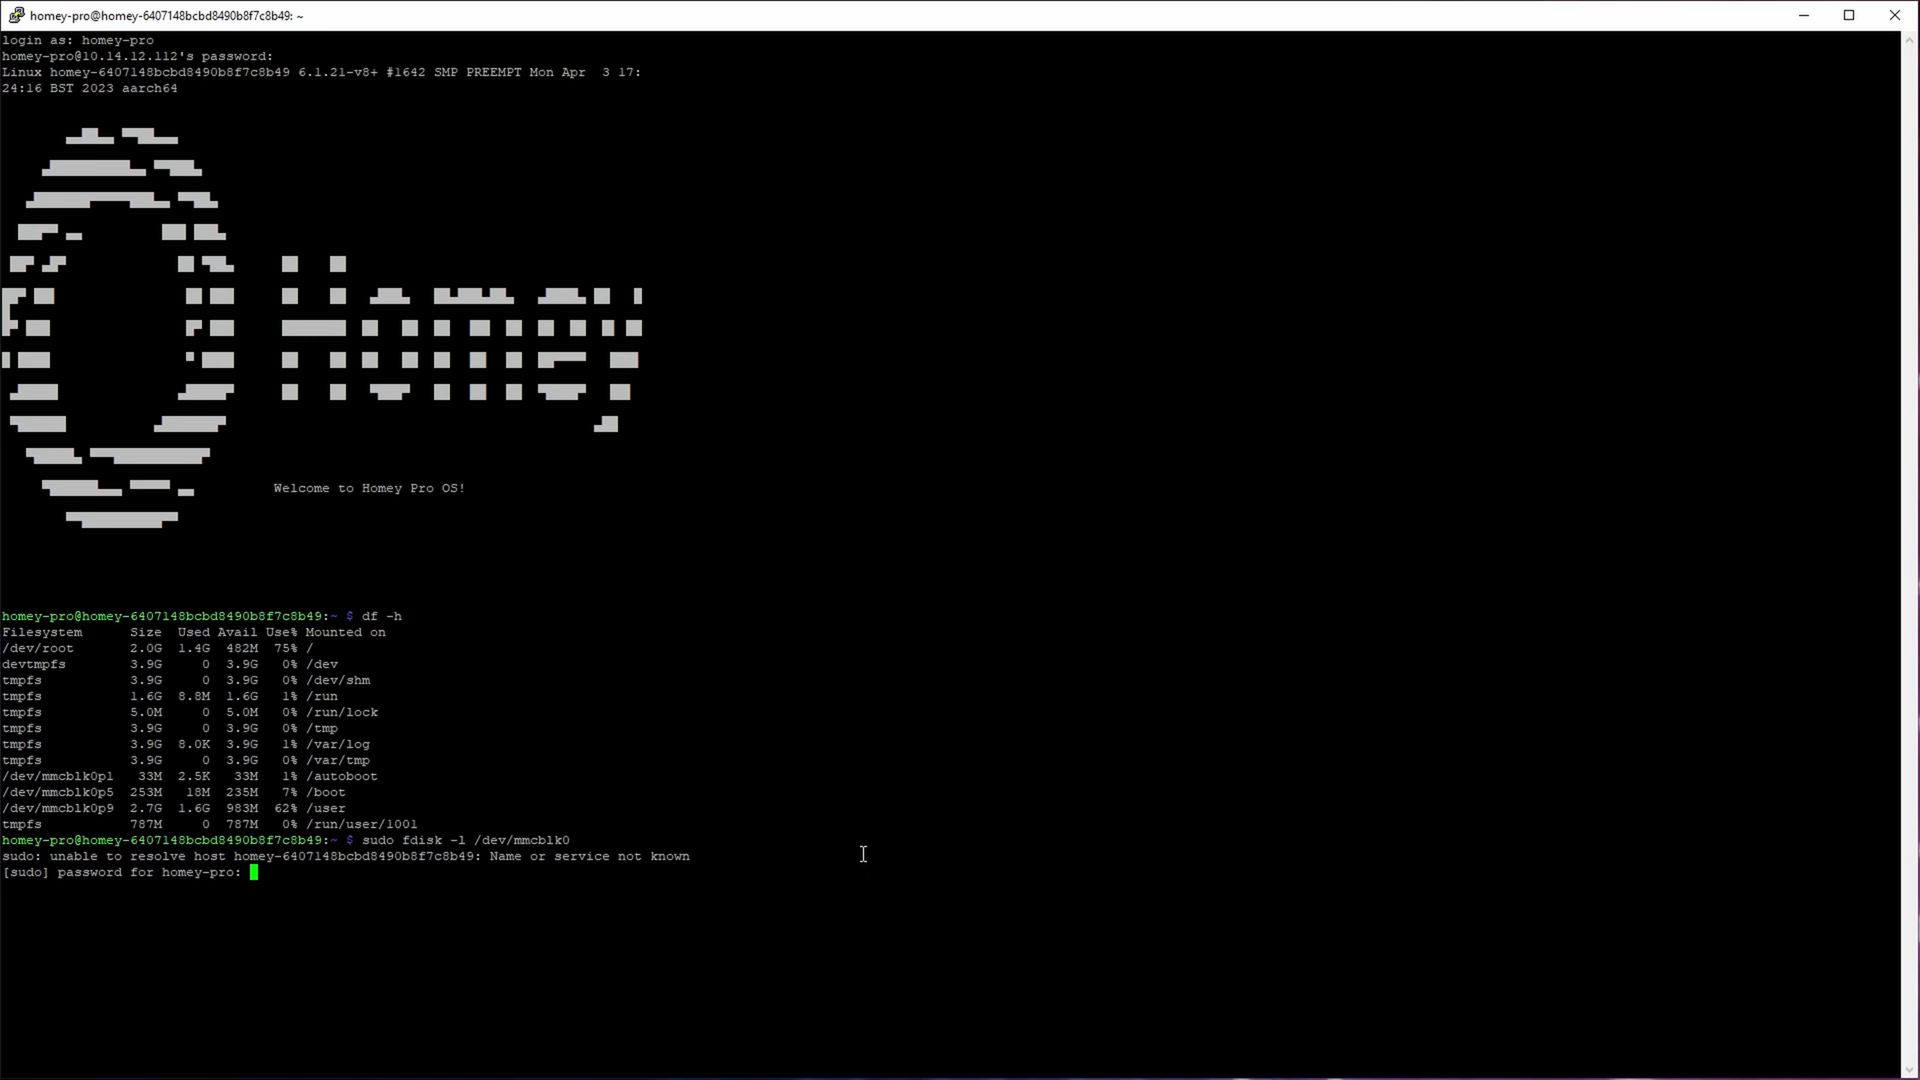 homey-pro@homey-6407148bcbd8490b8f7c8b49: ~
login as: homey-pro
homey-pro@10.14.12.112's password:
Linux homey-6407148bcbd8490b8f7c8b49 6.1.21-v8+ #1642 SMP PREEMPT Mon Apr  3 17:
24:16 BST 2023 aarch64
Homey
Welcome to Homey Pro OS!
homey-pro@homey-6407148bcbd8490b8f7c8b49:~ $ df -h
Filesystem      Size  Used Avail Use% Mounted on
/dev/root       2.0G  1.4G  482M  75% /
devtmpfs        3.9G     0  3.9G   0% /dev
tmpfs           3.9G     0  3.9G   0% /dev/shm
tmpfs           1.6G  8.8M  1.6G   1% /run
tmpfs           5.0M     0  5.0M   0% /run/lock
tmpfs           3.9G     0  3.9G   0% /tmp
tmpfs           3.9G  8.0K  3.9G   1% /var/log
tmpfs           3.9G     0  3.9G   0% /var/tmp
/dev/mmcblk0p1   33M  2.5K   33M   1% /autoboot
/dev/mmcblk0p5  253M   18M  235M   7% /boot
/dev/mmcblk0p9  2.7G  1.6G  983M  62% /user
tmpfs           787M     0  787M   0% /run/user/1001
homey-pro@homey-6407148bcbd8490b8f7c8b49:~ $ sudo fdisk -l /dev/mmcblk0
sudo: unable to resolve host homey-6407148bcbd8490b8f7c8b49: Name or service not known
[sudo] password for homey-pro: